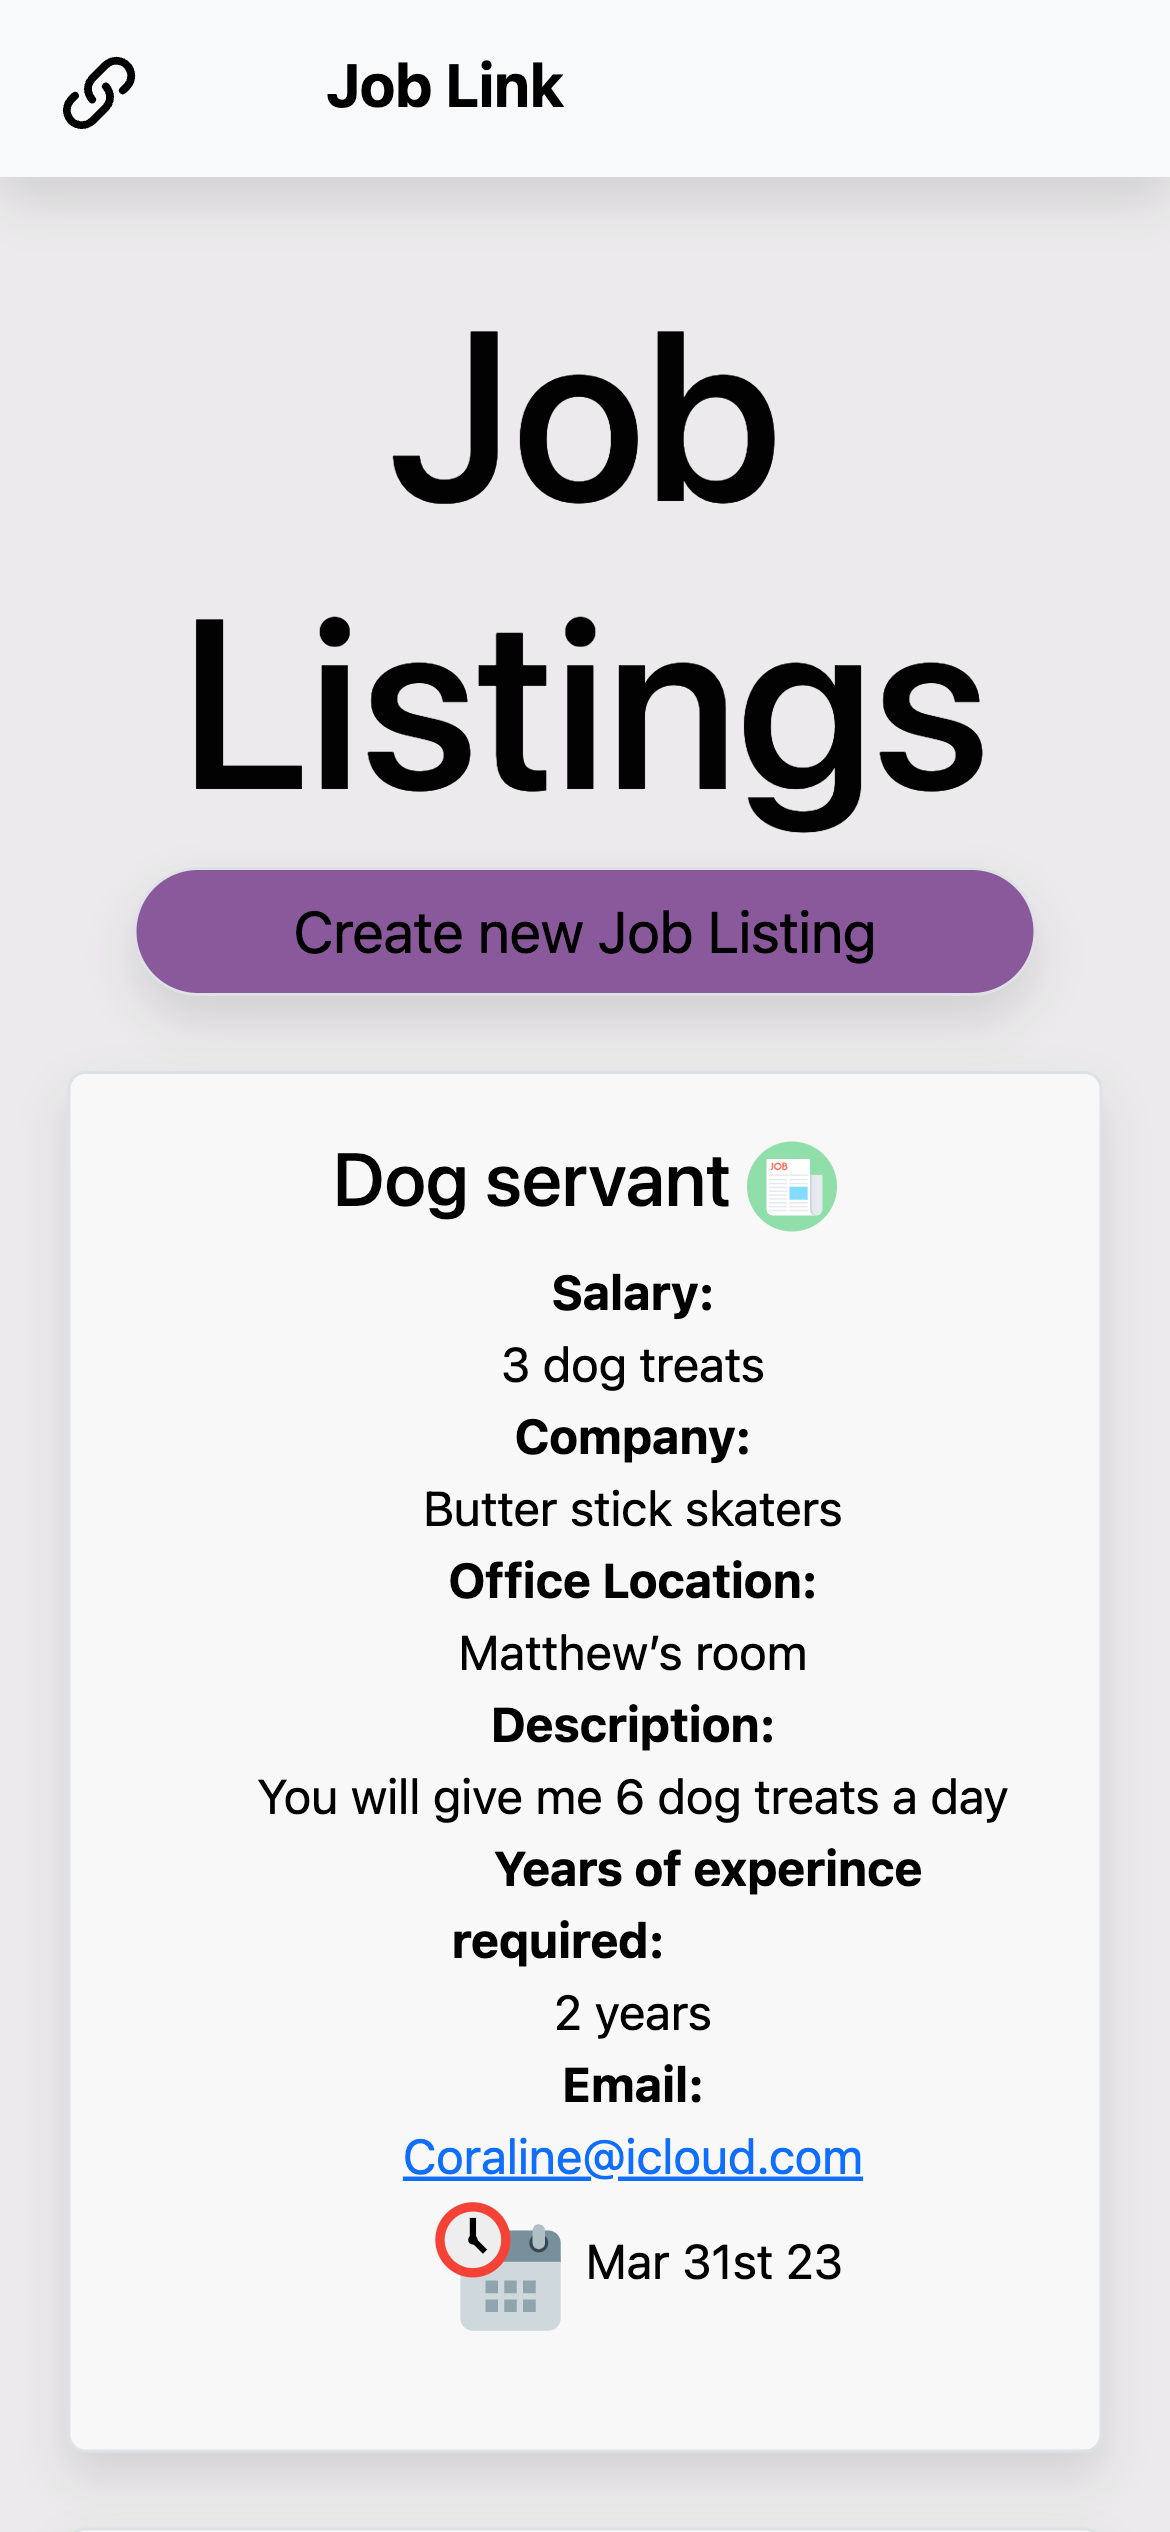 Job Link
Job
Listings
Create new Job Listing
Dog servant
JOB
Salary:
3 dog treats
Company:
Butter stick skaters
Office Location:
Matthew’s room
Description:
You will give me 6 dog treats a day
Years of experince
required:
2 years
Email:
Coraline@icloud.com
Mar 31st 23